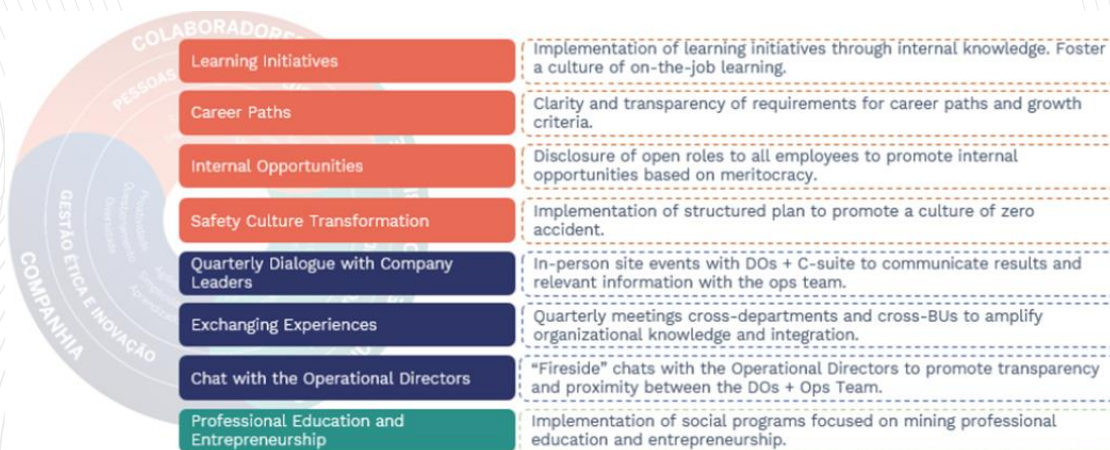 COLABORADORES
PESSOAS
GESTÃO ÉTICA E INOVAÇÃO
COMPANHIA
Learning Initiatives
Implementation of learning initiatives through internal knowledge. Foster
a culture of on-the-job learning.
Career Paths
Clarity and transparency of requirements for career paths and growth
criteria.
Internal Opportunities
Disclosure of open roles to all employees to promote internal
opportunities based on meritocracy.
Safety Culture Transformation
Implementation of structured plan to promote a culture of zero
accident.
Quarterly Dialogue with Company
Leaders
In-person site events with DOs + C-suite to communicate results and
relevant information with the ops team.
Exchanging Experiences
Quarterly meetings cross-departments and cross-BUs to amplify
organizational knowledge and integration.
Chat with the Operational Directors
“Fireside” chats with the Operational Directors to promote transparency
and proximity between the DOs + Ops Team.
Professional Education and
Entrepreneurship
Implementation of social programs focused on mining professional
education and entrepreneurship.